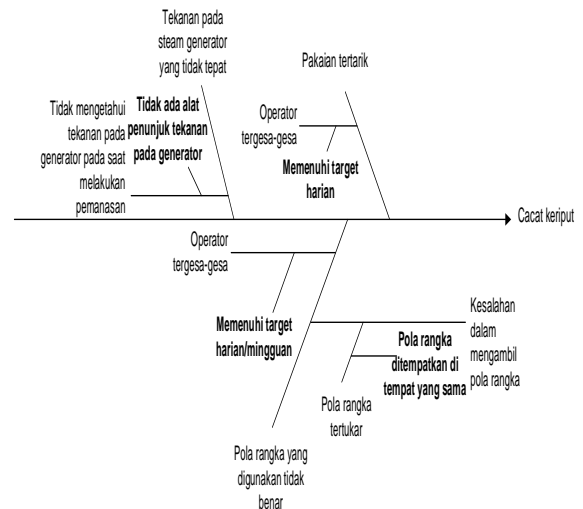 Tekanan pada
steam generator
yang tidak tepat
Pakaian tertarik
Tidak mengetahui
tekanan pada
generator pada saat
melakukan
pemanasan
Tidak ada alat
penunjuk tekanan
pada generator
Operator
tergesa-gesa
Memenuhi target
harian
Cacat keriput
Operator
tergesa-gesa
Memenuhi target
harian/mingguan
Kesalahan
dalam
mengambil
pola rangka
Pola rangka
ditempatkan di
tempat yang sama
Pola rangka
tertukar
Pola rangka yang
digunakan tidak
benar